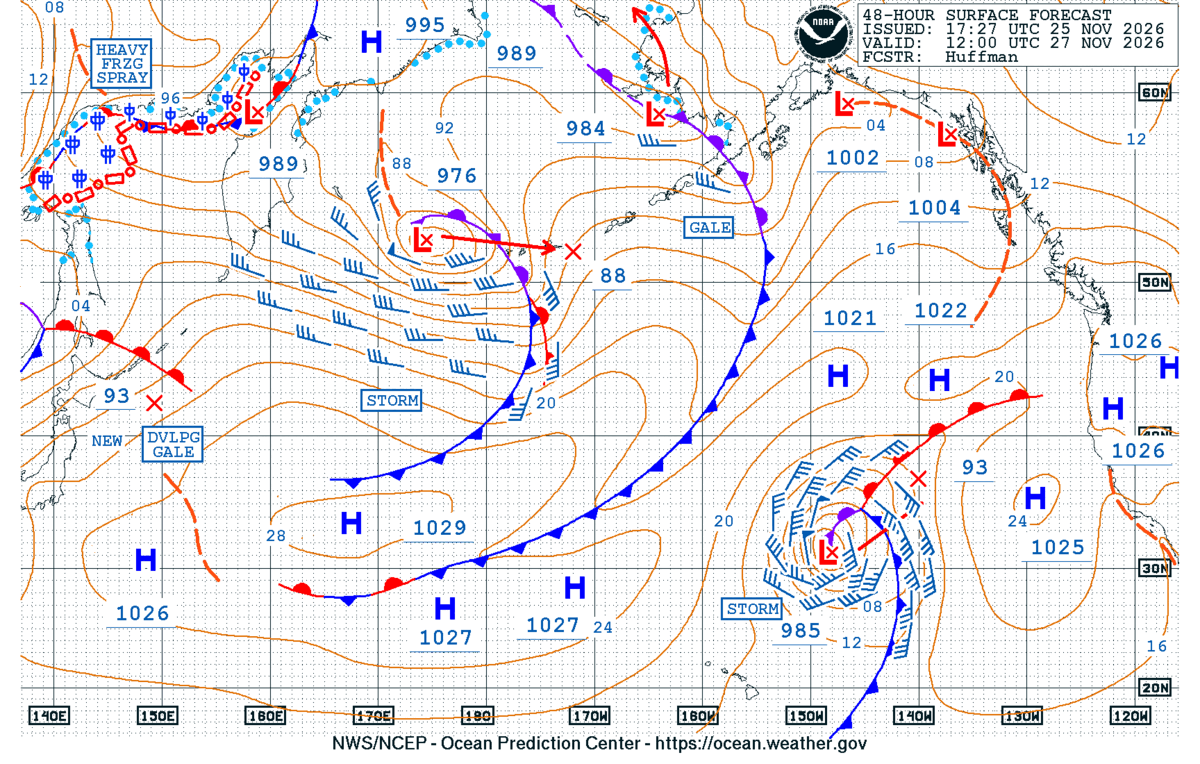 48-HOUR SURFACE FORECAST
ISSUED: 17:27 UTC 25 NOV 2026
VALID: 12:00 UTC 27 NOV 2026
FCSTR: Huffman
NOAA
08
995
989
H
HEAVY
FRZG
SPRAY
12
96
L
60N
92
984
L
L
04
L
12
989
88
976
1002
08
12
1004
GALE
16
L
88
50N
04
1021
1022
1026
H
H
H
20
93
STORM
20
H
NEW
DVLPG
GALE
40N
1026
93
28
H
1029
20
H
24
1025
H
L
30N
H
H
1026
1027
1027
24
STORM
08
985
12
16
20N
140E
150E
160E
170E
180
170W
160W
150W
140W
130W
120W
NWS/NCEP - Ocean Prediction Center - https://ocean.weather.gov